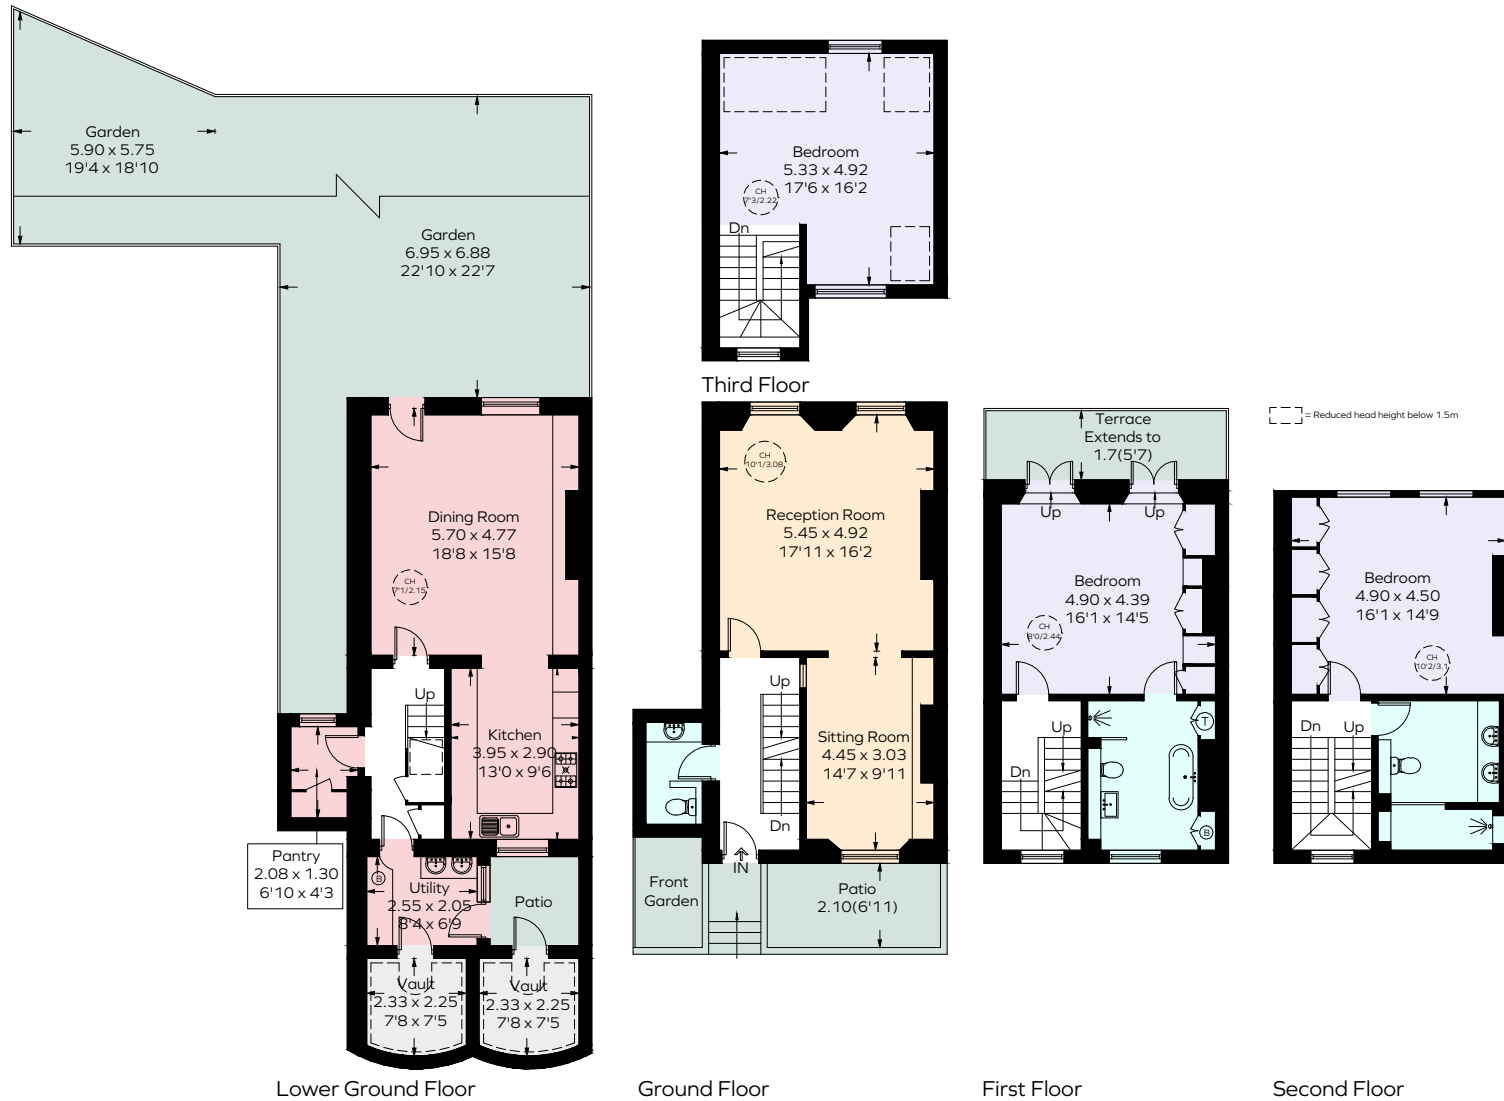 Garden
5.90 x 5.75
19'4 x 18'10
Garden
6.95 x 6.88
22'10 x 22'7
Dining Room
5.70 x 4.77
18'8 x 15'8
CH
7'1/2.15
Up
Kitchen
3.95 x 2.90
13'0 x 9'6
Pantry
2.08 x 1.30
6'10 x 4'3
B
Utility
2.55 x 2.05
8'4 x 6'9
Patio
Vault
2.33 x 2.25
7'8 x 7'5
Vault
2.33 x 2.25
7'8 x 7'5
Lower Ground Floor
Bedroom
5.33 x 4.92
17'6 x 16'2
CH
7'3/2.22
Dn
Third Floor
CH
10'1/3.08
Reception Room
5.45 x 4.92
17'11 x 16'2
Up
Sitting Room
4.45 x 3.03
14'7 x 9'11
Dn
IN
Front
Garden
Patio
2.10(6'11)
Ground Floor
Terrace
Extends to
1.7(5'7)
Up
Up
Bedroom
4.90 x 4.39
16'1 x 14'5
CH
8'0/2.44
Up
Dn
T
B
First Floor
= Reduced head height below 1.5m
Bedroom
4.90 x 4.50
16'1 x 14'9
CH
10'2/3.1
Dn
Up
Second Floor